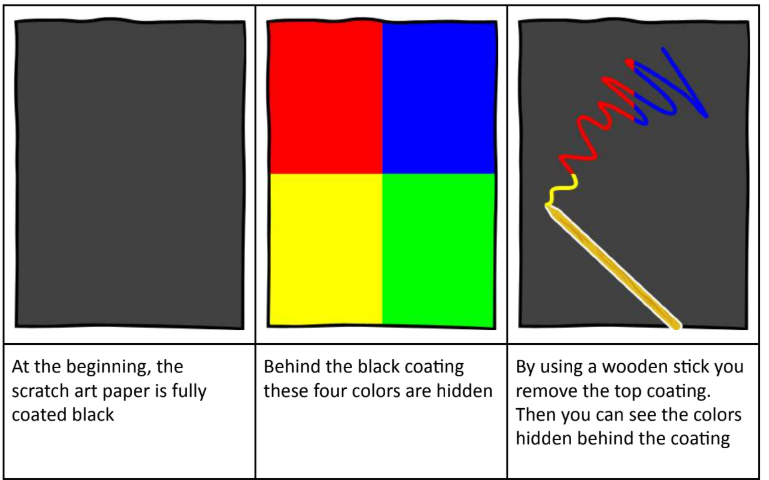 At the beginning, the
scratch art paper is fully
coated black
Behind the black coating
these four colors are hidden
By using a wooden stick you
remove the top coating.
Then you can see the colors
hidden behind the coating